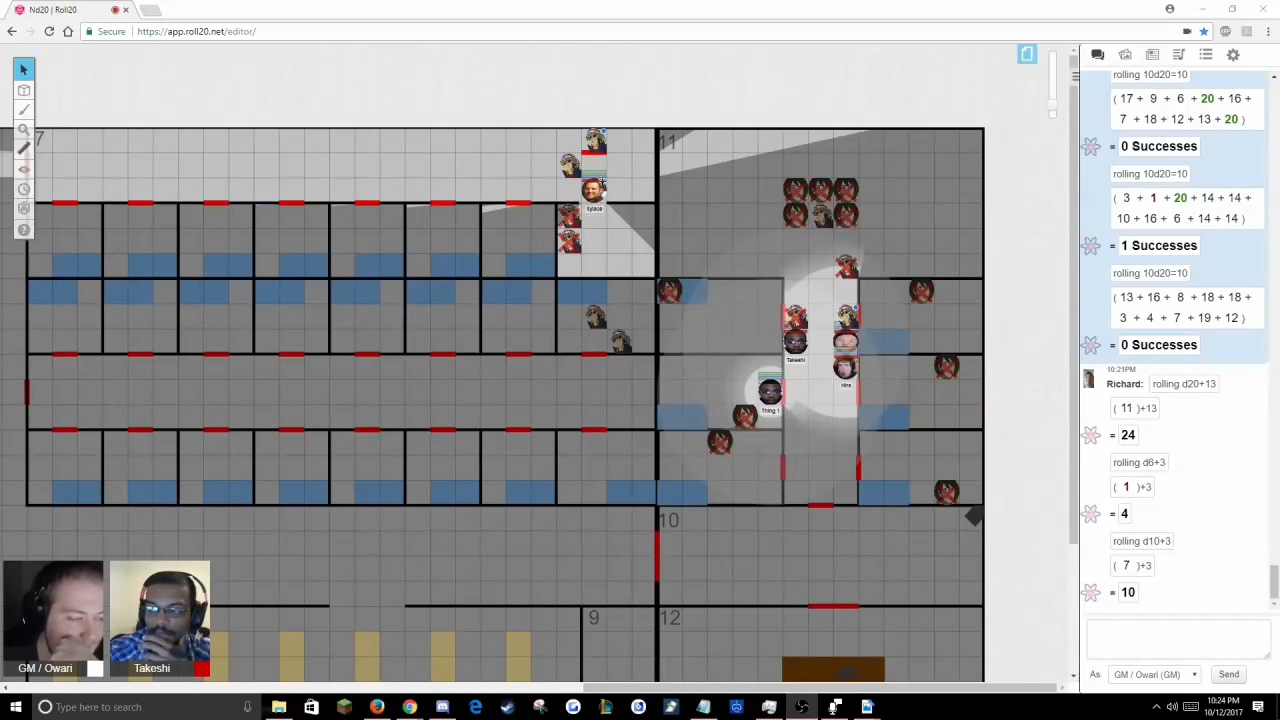 Nd20 | Roll20
Secure
https://app.roll20.net/editor/
7
11
Sylace
Takeshi
Hira
Thing 1
10
9
12
GM / Owari
Takeshi
rolling 10d20=10
( 17 + 9 + 6 + 20 + 16 +
7 + 18 + 12 + 13 + 20 )
= 0 Successes
rolling 10d20=10
( 3 + 1 + 20 + 14 + 14 +
10 + 16 + 6 + 14 + 14 )
= 1 Successes
rolling 10d20=10
( 13 + 16 + 8 + 18 + 18 +
3 + 4 + 7 + 19 + 12 )
= 0 Successes
10:21PM
Richard: rolling d20+13
( 11 )+13
= 24
rolling d6+3
( 1 )+3
= 4
rolling d10+3
( 7 )+3
= 10
As: GM / Owari (GM) Send
Type here to search
10:24 PM
10/12/2017